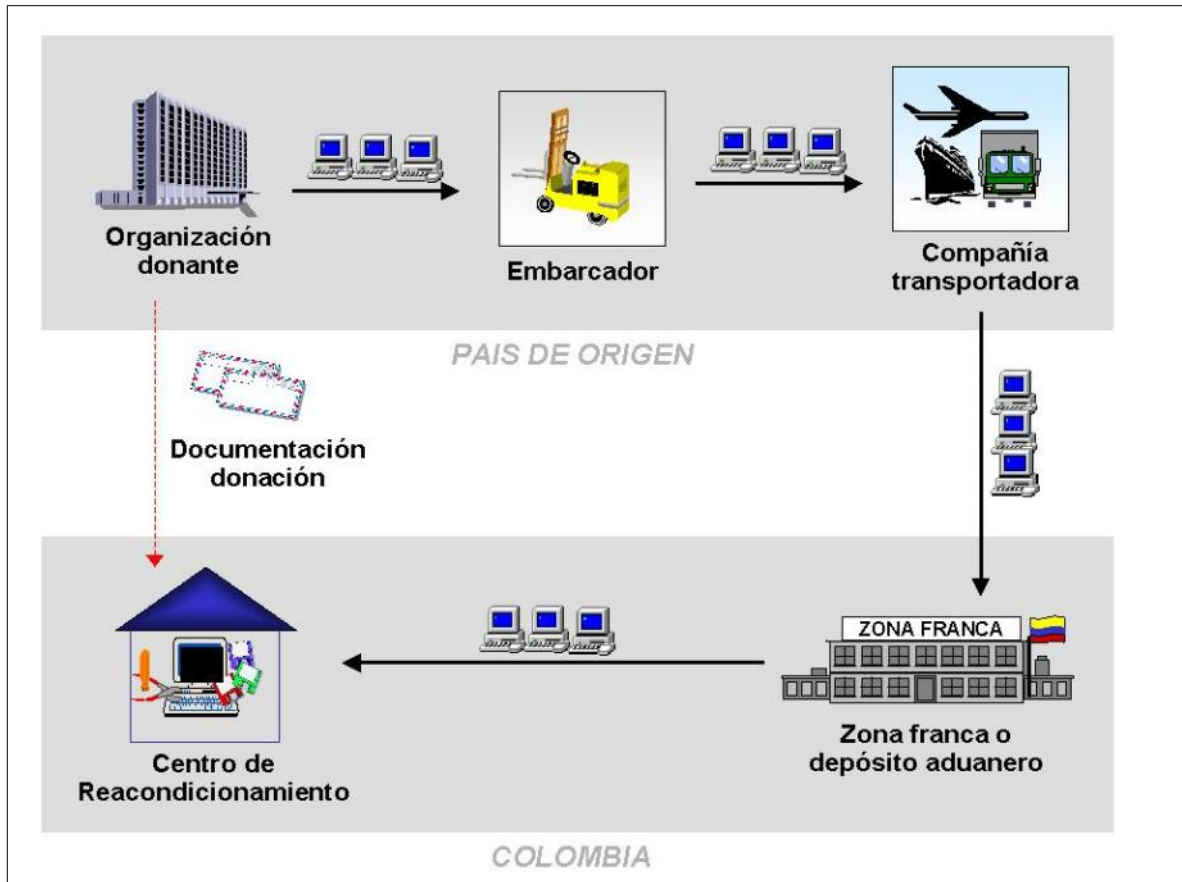 Organización
donante
Embarcador
Compañía
transportadora
PAIS DE ORIGEN
Documentación
donación
ZONA FRANCA
Centro de
Reacondicionamiento
Zona franca o
depósito aduanero
COLOMBIA